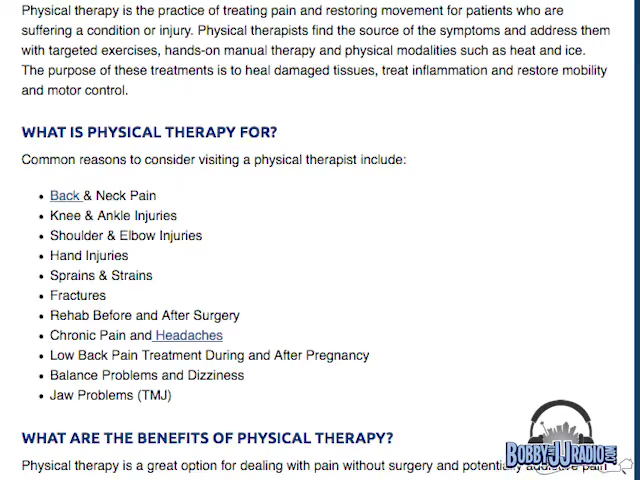 Physical therapy is the practice of treating pain and restoring movement for patients who are
suffering a condition or injury. Physical therapists find the source of the symptoms and address them
with targeted exercises, hands-on manual therapy and physical modalities such as heat and ice.
The purpose of these treatments is to heal damaged tissues, treat inflammation and restore mobility
and motor control.
WHAT IS PHYSICAL THERAPY FOR?
Common reasons to consider visiting a physical therapist include:
• Back & Neck Pain
• Knee & Ankle Injuries
• Shoulder & Elbow Injuries
• Hand Injuries
• Sprains & Strains
• Fractures
• Rehab Before and After Surgery
• Chronic Pain and Headaches
• Low Back Pain Treatment During and After Pregnancy
• Balance Problems and Dizziness
• Jaw Problems (TMJ)
WHAT ARE THE BENEFITS OF PHYSICAL THERAPY?
Physical therapy is a great option for dealing with pain without surgery and potentially addictive pain
BOBBY AND JJ RADIO.COM